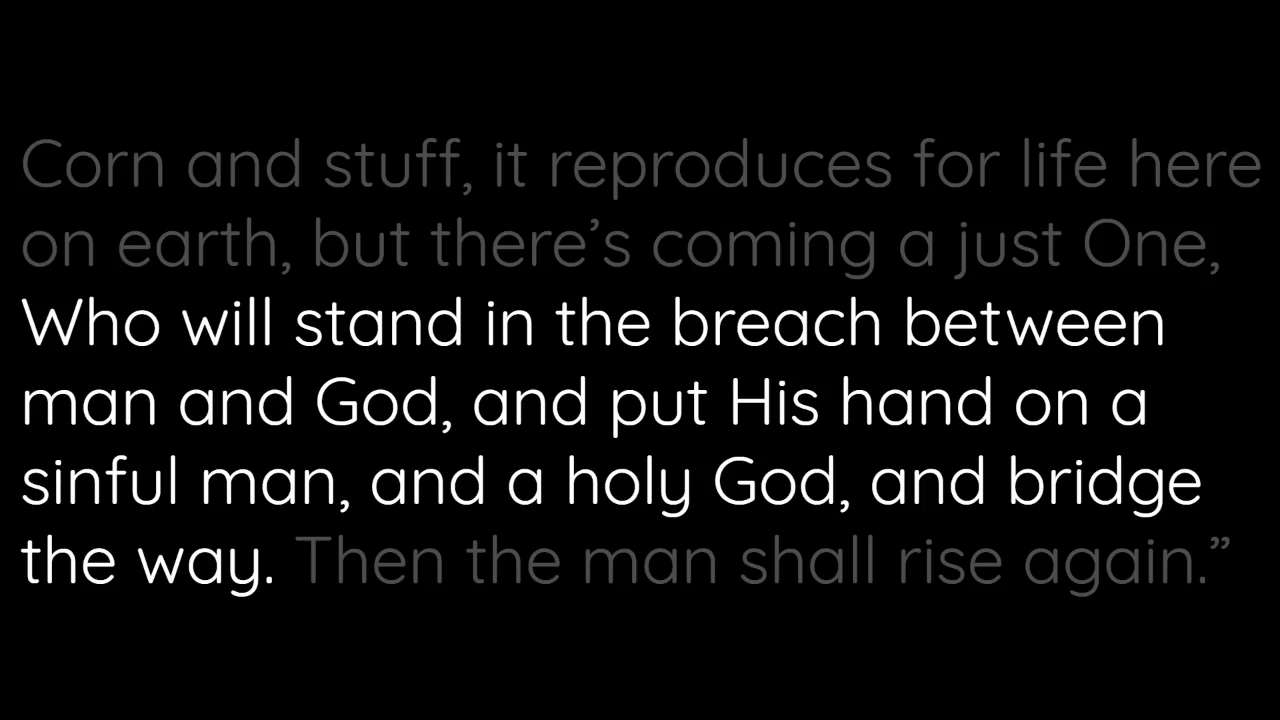 Corn and stuff, it reproduces for life here
on earth, but there’s coming a just One,
Who will stand in the breach between
man and God, and put His hand on a
sinful man, and a holy God, and bridge
the way. Then the man shall rise again.”